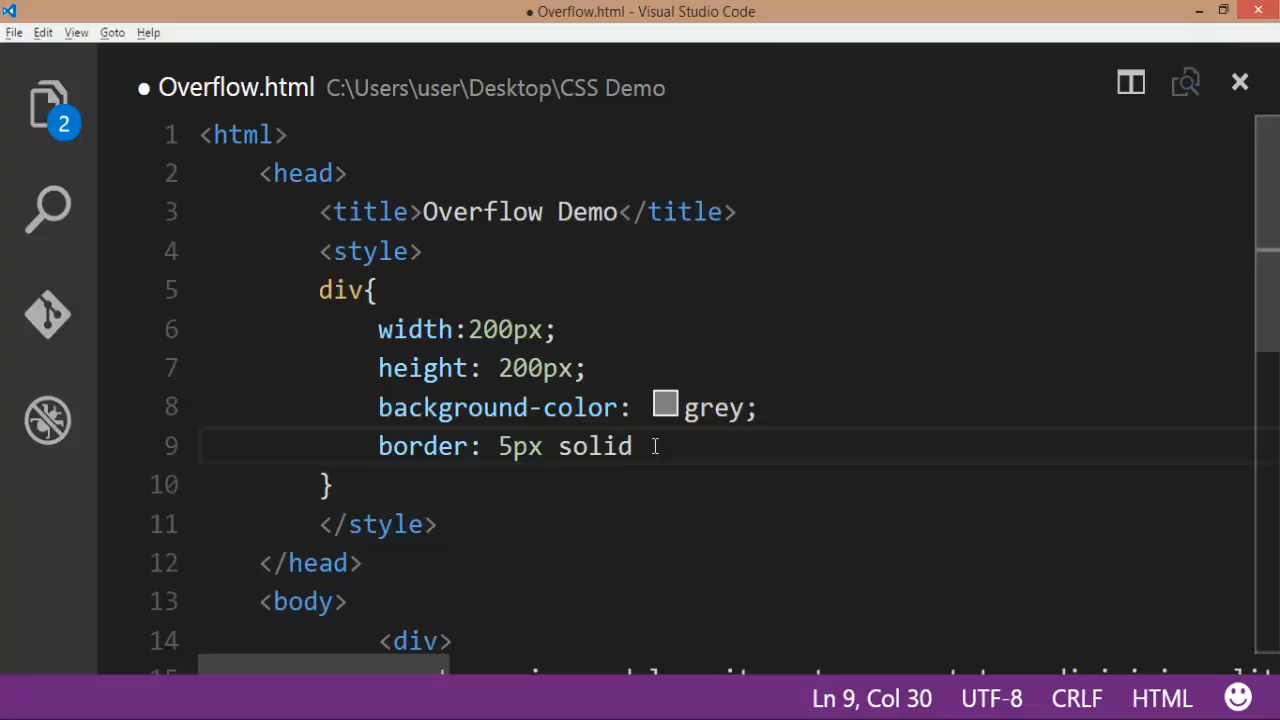 ● Overflow.html - Visual Studio Code
File Edit View Goto Help
● Overflow.html C:\Users\user\Desktop\CSS Demo
2
1 <html>
2 <head>
3 <title>Overflow Demo</title>
4 <style>
5 div{
6 width:200px;
7 height: 200px;
8 background-color: grey;
9 border: 5px solid
10 }
11 </style>
12 </head>
13 <body>
14 <div>
Ln 9, Col 30 UTF-8 CRLF HTML